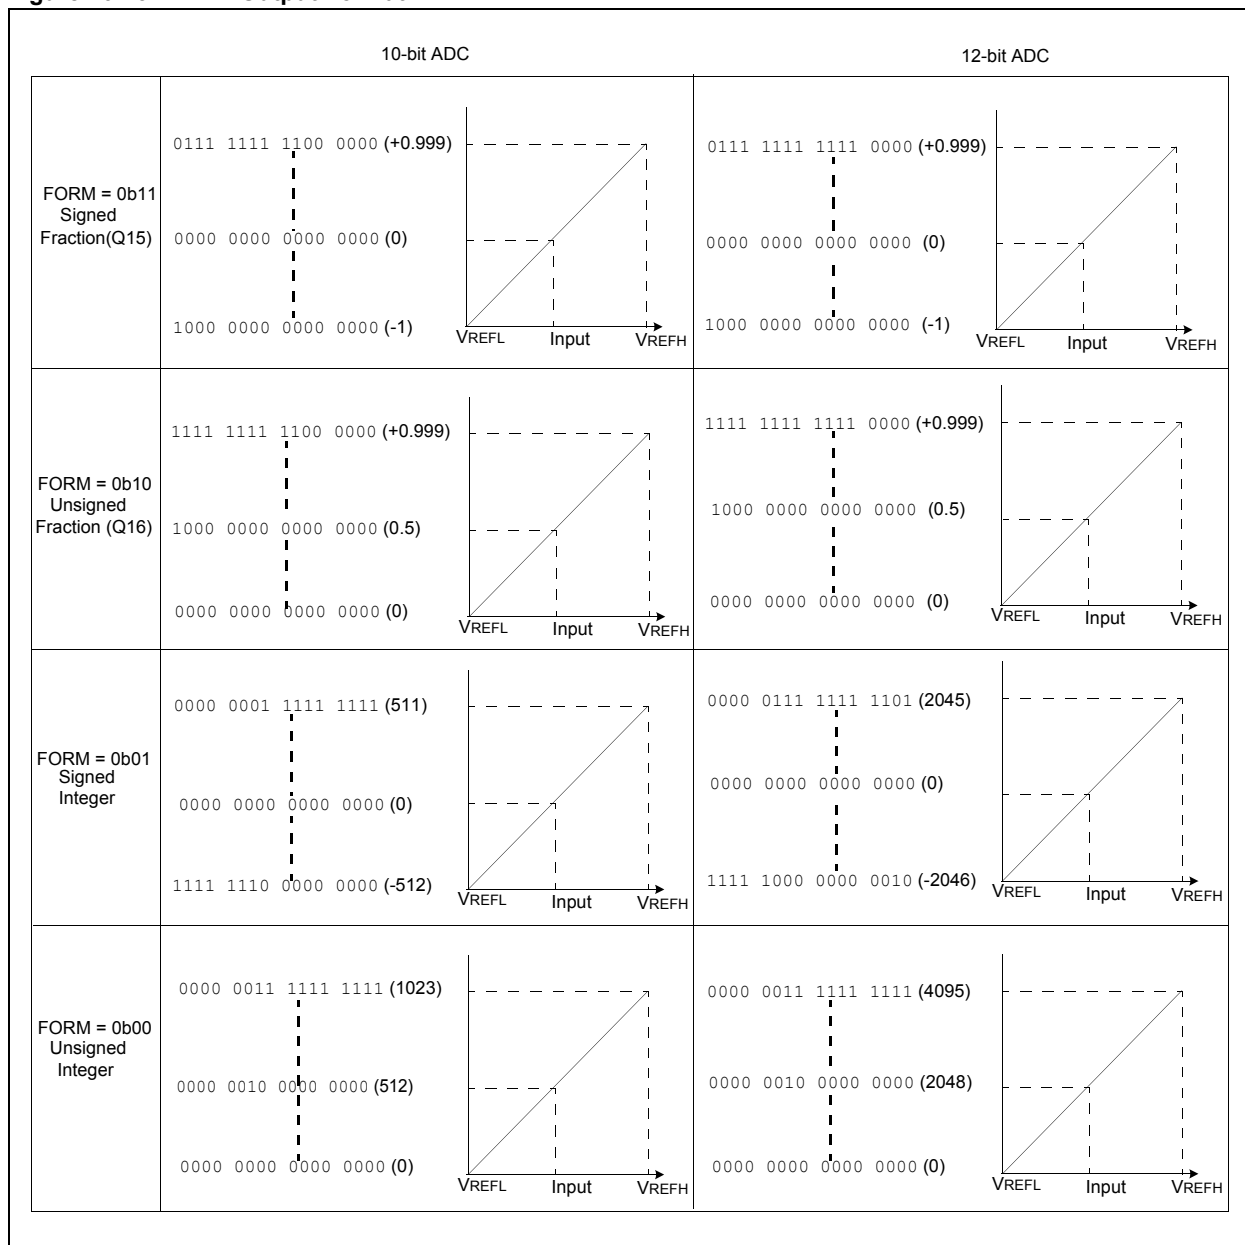 10-bit ADC
12-bit ADC
FORM = 0b11
Signed
Fraction(Q15)
0111 1111 1100 0000 (+0.999)
0000 0000 0000 0000 (0)
1000 0000 0000 0000 (-1)
VREFL Input VREFH
0111 1111 1111 0000 (+0.999)
0000 0000 0000 0000 (0)
1000 0000 0000 0000 (-1)
VREFL Input VREFH
FORM = 0b10
Unsigned
Fraction (Q16)
1111 1111 1100 0000 (+0.999)
1000 0000 0000 0000 (0.5)
0000 0000 0000 0000 (0)
VREFL Input VREFH
1111 1111 1111 0000 (+0.999)
1000 0000 0000 0000 (0.5)
0000 0000 0000 0000 (0)
VREFL Input VREFH
FORM = 0b01
Signed
Integer
0000 0001 1111 1111 (511)
0000 0000 0000 0000 (0)
1111 1110 0000 0000 (-512)
VREFL Input VREFH
0000 0111 1111 1101 (2045)
0000 0000 0000 0000 (0)
1111 1000 0000 0010 (-2046)
VREFL Input VREFH
FORM = 0b00
Unsigned
Integer
0000 0011 1111 1111 (1023)
0000 0010 0000 0000 (512)
0000 0000 0000 0000 (0)
VREFL Input VREFH
0000 0011 1111 1111 (4095)
0000 0010 0000 0000 (2048)
0000 0000 0000 0000 (0)
VREFL Input VREFH